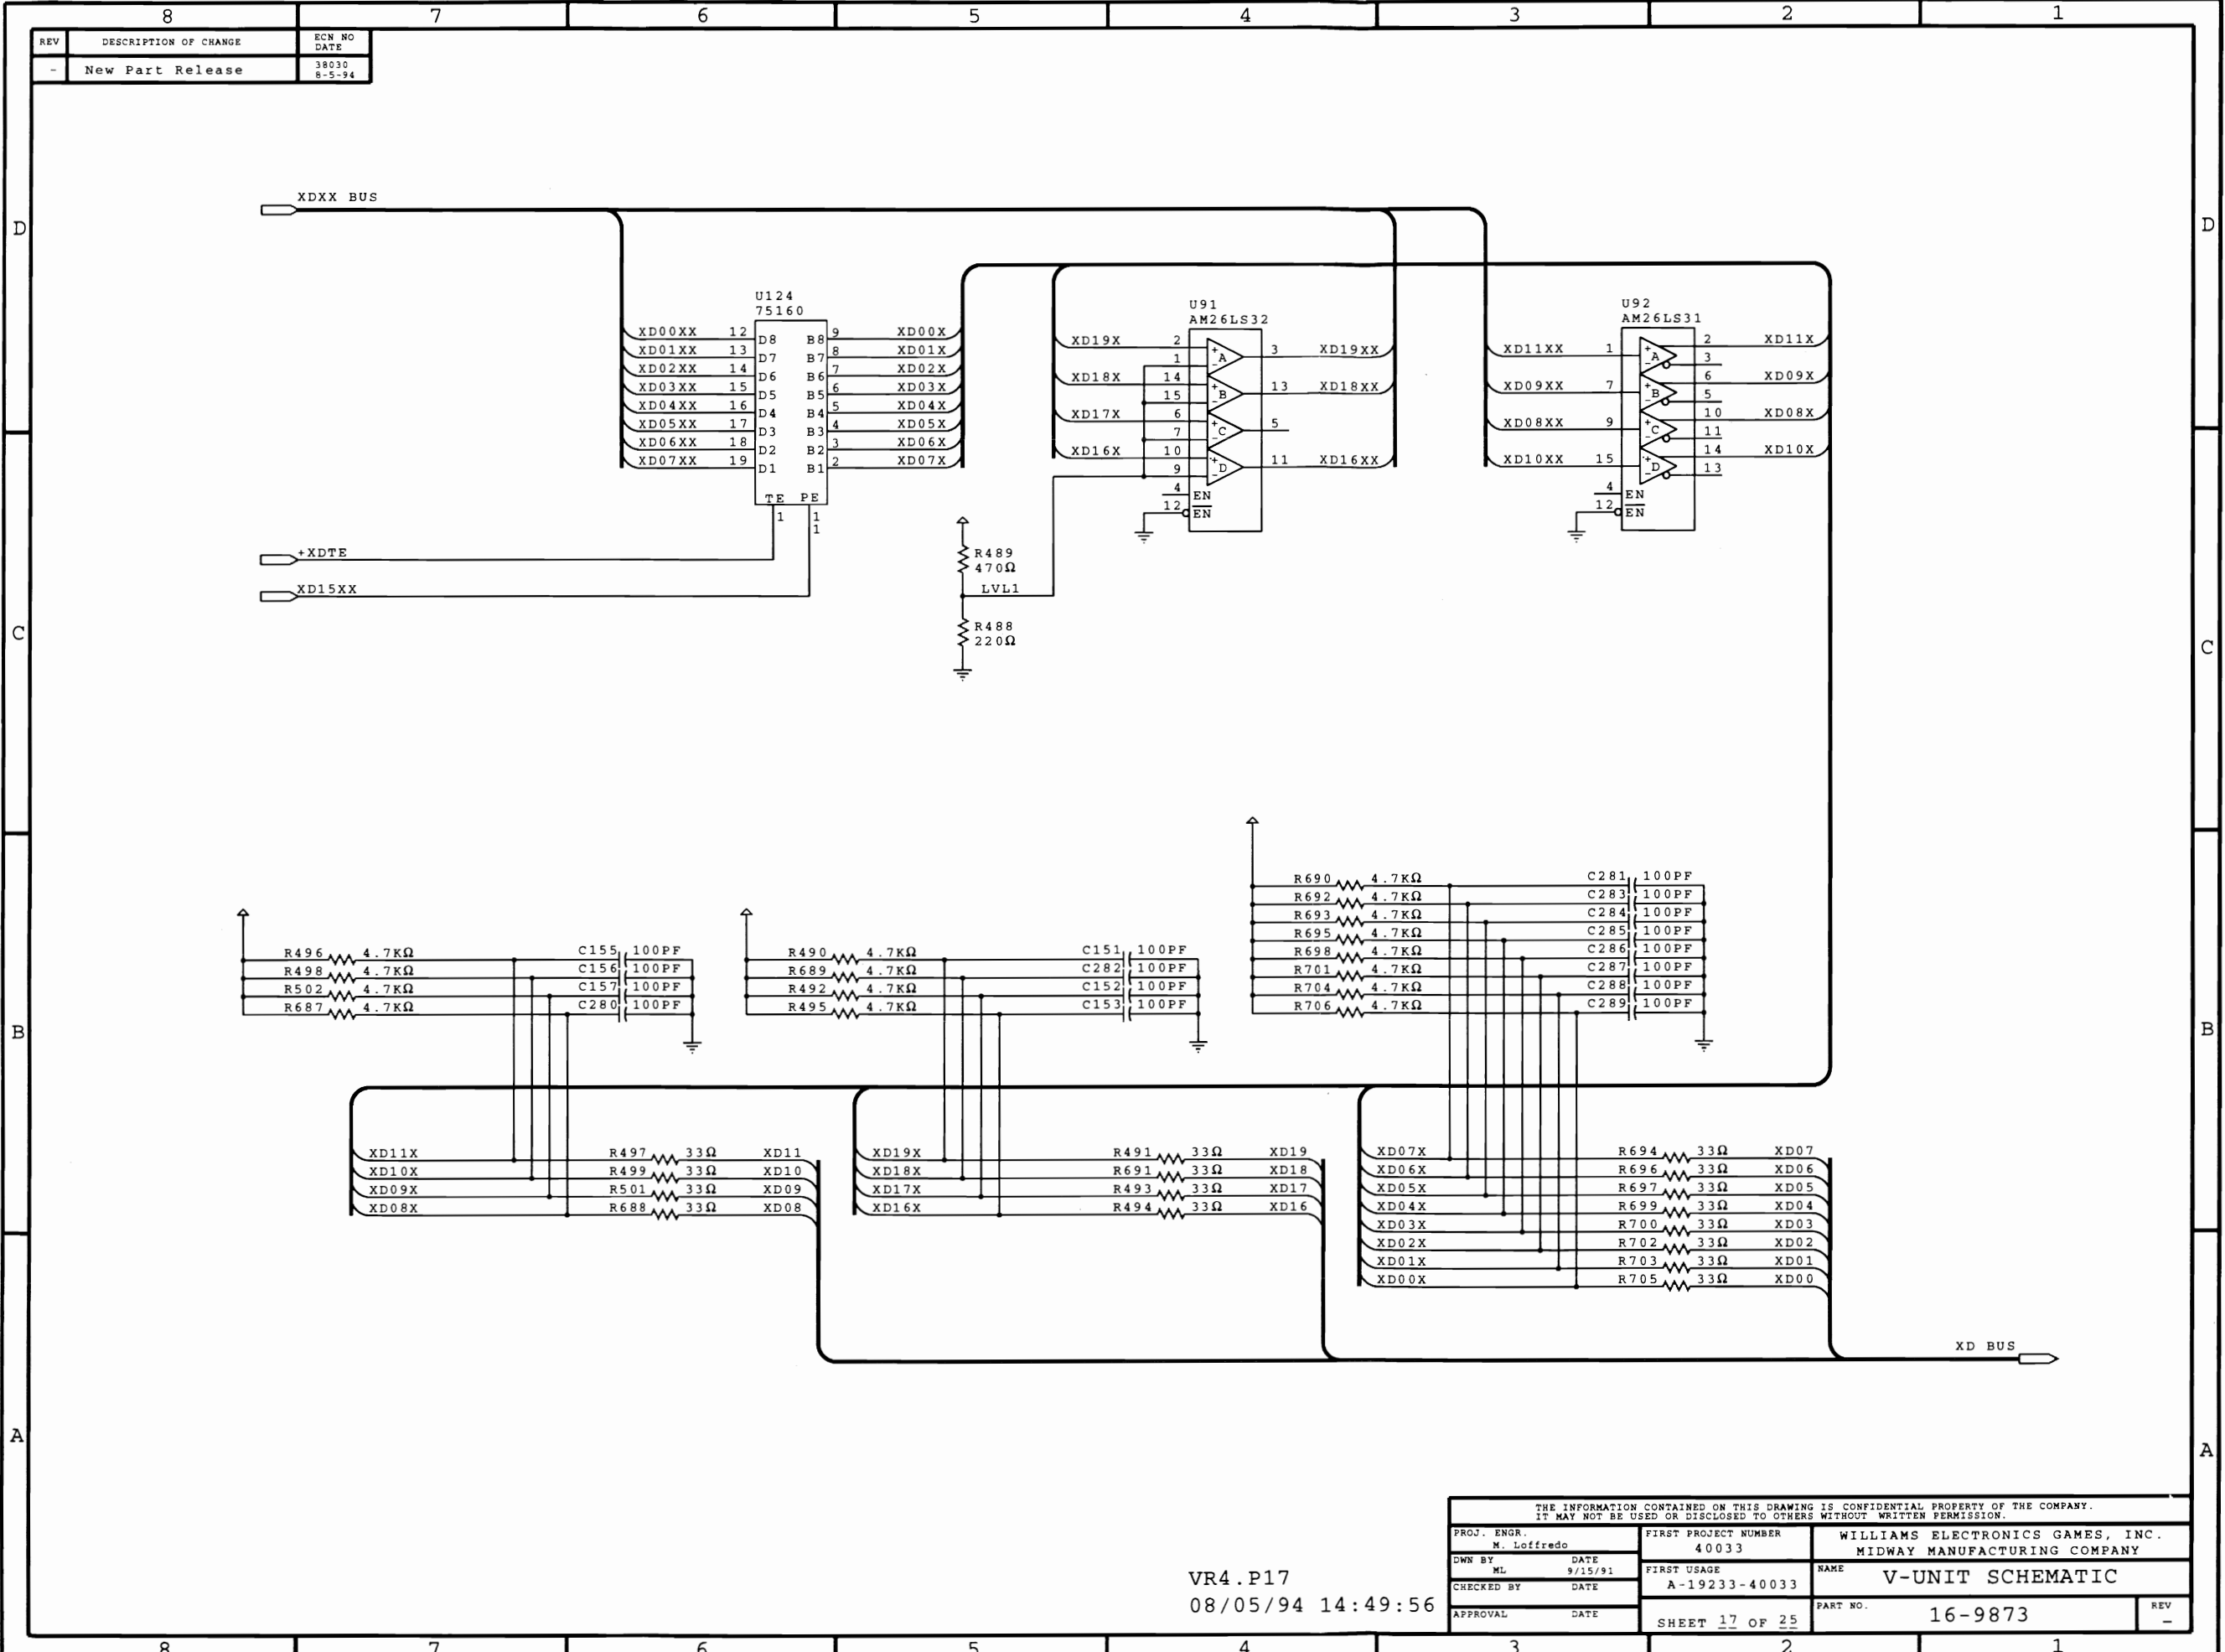 8 7 6 5 4 3 2 1
REV DESCRIPTION OF CHANGE ECN NO DATE
- New Part Release 38030 8-5-94
D D
C C
B B
A A
XDXX BUS
U124
75160
XD00XX 12 D8 B8 9 XD00X
XD01XX 13 D7 B7 8 XD01X
XD02XX 14 D6 B6 7 XD02X
XD03XX 15 D5 B5 6 XD03X
XD04XX 16 D4 B4 5 XD04X
XD05XX 17 D3 B3 4 XD05X
XD06XX 18 D2 B2 3 XD06X
XD07XX 19 D1 B1 2 XD07X
TE PE
1 1
1
+XDTE
XD15XX
U91
AM26LS32
XD19X 2 + A 3 XD19XX
1 -
XD18X 14 + B 13 XD18XX
15 -
XD17X 6 + C 5
7 -
XD16X 10 + D 11 XD16XX
9 -
4 EN
12 EN
U92
AM26LS31
XD11XX 1 + A 2 XD11X
- 3
XD09XX 7 + B 6 XD09X
- 5
XD08XX 9 + C 10 XD08X
- 11
XD10XX 15 + D 14 XD10X
- 13
4 EN
12 EN
R489
470Ω
LVL1
R488
220Ω
R496 4.7KΩ C155 100PF
R498 4.7KΩ C156 100PF
R502 4.7KΩ C157 100PF
R687 4.7KΩ C280 100PF
R490 4.7KΩ C151 100PF
R689 4.7KΩ C282 100PF
R492 4.7KΩ C152 100PF
R495 4.7KΩ C153 100PF
R690 4.7KΩ C281 100PF
R692 4.7KΩ C283 100PF
R693 4.7KΩ C284 100PF
R695 4.7KΩ C285 100PF
R698 4.7KΩ C286 100PF
R701 4.7KΩ C287 100PF
R704 4.7KΩ C288 100PF
R706 4.7KΩ C289 100PF
XD11X R497 33Ω XD11
XD10X R499 33Ω XD10
XD09X R501 33Ω XD09
XD08X R688 33Ω XD08
XD19X R491 33Ω XD19
XD18X R691 33Ω XD18
XD17X R493 33Ω XD17
XD16X R494 33Ω XD16
XD07X R694 33Ω XD07
XD06X R696 33Ω XD06
XD05X R697 33Ω XD05
XD04X R699 33Ω XD04
XD03X R700 33Ω XD03
XD02X R702 33Ω XD02
XD01X R703 33Ω XD01
XD00X R705 33Ω XD00
XD BUS
VR4.P17
08/05/94 14:49:56
THE INFORMATION CONTAINED ON THIS DRAWING IS CONFIDENTIAL PROPERTY OF THE COMPANY.
IT MAY NOT BE USED OR DISCLOSED TO OTHERS WITHOUT WRITTEN PERMISSION.
PROJ. ENGR.
M. Loffredo
DWN BY ML DATE 9/15/91
CHECKED BY DATE
APPROVAL DATE
FIRST PROJECT NUMBER
40033
FIRST USAGE
A-19233-40033
SHEET 17 OF 25
WILLIAMS ELECTRONICS GAMES, INC.
MIDWAY MANUFACTURING COMPANY
NAME V-UNIT SCHEMATIC
PART NO. 16-9873
REV -
8 7 6 5 4 3 2 1